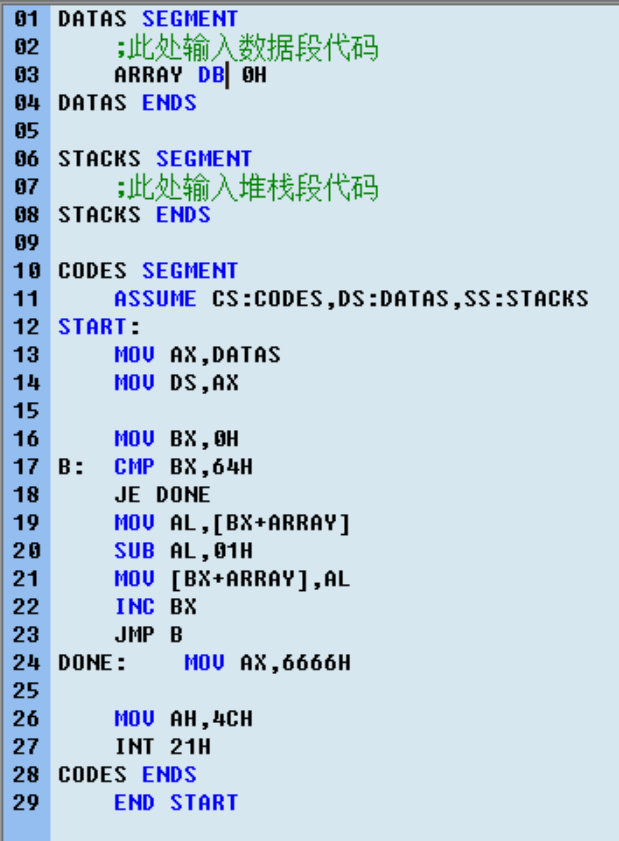 01 DATAS SEGMENT
02 ;此处输入数据段代码
03 ARRAY DB 0H
04 DATAS ENDS
05
06 STACKS SEGMENT
07 ;此处输入堆栈段代码
08 STACKS ENDS
09
10 CODES SEGMENT
11 ASSUME CS:CODES,DS:DATAS,SS:STACKS
12 START:
13 MOV AX,DATAS
14 MOV DS,AX
15
16 MOV BX,0H
17 B: CMP BX,64H
18 JE DONE
19 MOV AL,[BX+ARRAY]
20 SUB AL,01H
21 MOV [BX+ARRAY],AL
22 INC BX
23 JMP B
24 DONE: MOV AX,6666H
25
26 MOV AH,4CH
27 INT 21H
28 CODES ENDS
29 END START